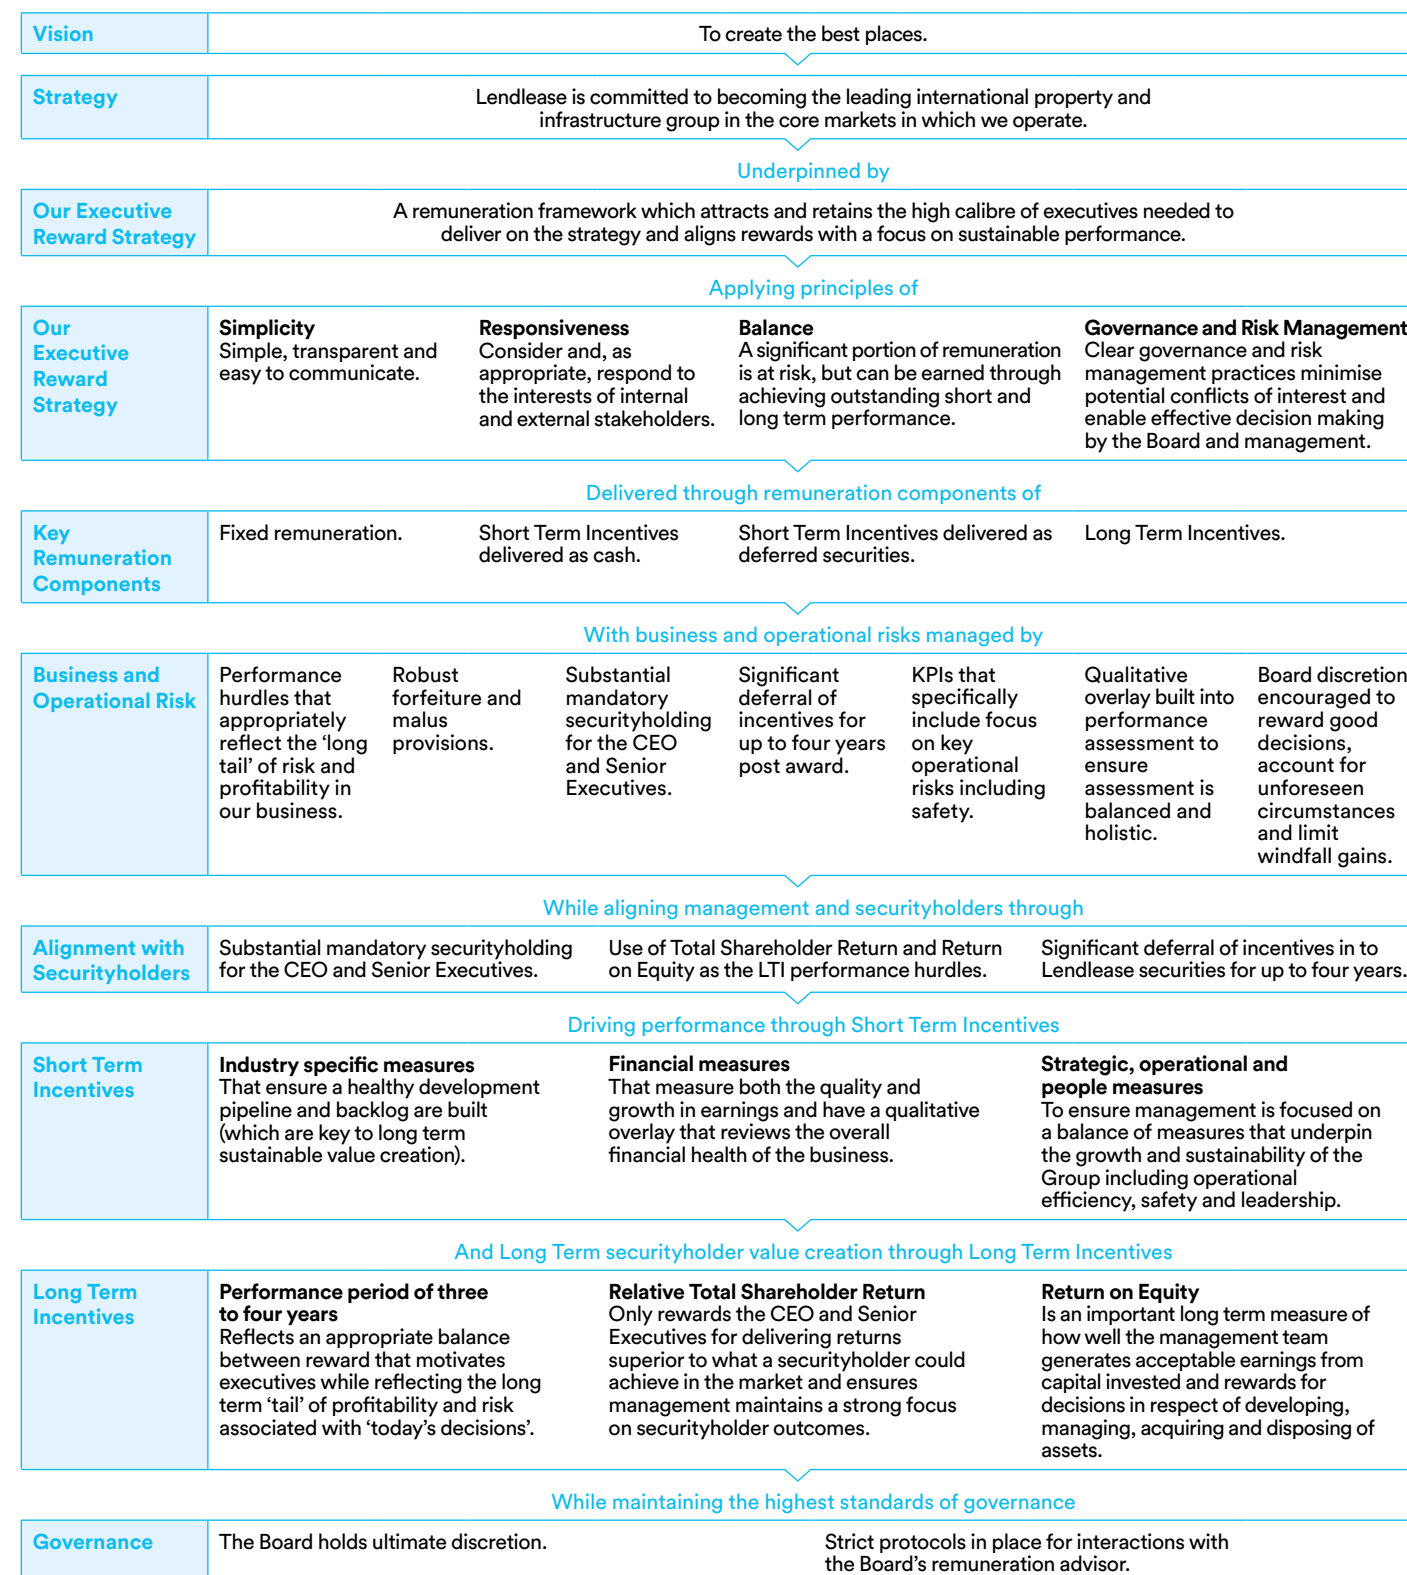 Vision
To create the best places.
Strategy
Lendlease is committed to becoming the leading international property and
infrastructure group in the core markets in which we operate.
Underpinned by
Our Executive
Reward Strategy
A remuneration framework which attracts and retains the high calibre of executives needed to
deliver on the strategy and aligns rewards with a focus on sustainable performance.
Applying principles of
Our
Executive
Reward
Strategy
Simplicity
Simple, transparent and
easy to communicate.
Responsiveness
Consider and, as
appropriate, respond to
the interests of internal
and external stakeholders.
Balance
A significant portion of remuneration
is at risk, but can be earned through
achieving outstanding short and
long term performance.
Governance and Risk Management
Clear governance and risk
management practices minimise
potential conflicts of interest and
enable effective decision making
by the Board and management.
Delivered through remuneration components of
Key
Remuneration
Components
Fixed remuneration.
Short Term Incentives
delivered as cash.
Short Term Incentives delivered as
deferred securities.
Long Term Incentives.
With business and operational risks managed by
Business and
Operational Risk
Performance
hurdles that
appropriately
reflect the ‘long
tail’ of risk and
profitability in
our business.
Robust
forfeiture and
malus
provisions.
Substantial
mandatory
securityholding
for the CEO
and Senior
Executives.
Significant
deferral of
incentives for
up to four years
post award.
KPIs that
specifically
include focus
on key
operational
risks including
safety.
Qualitative
overlay built into
performance
assessment to
ensure
assessment is
balanced and
holistic.
Board discretion
encouraged to
reward good
decisions,
account for
unforeseen
circumstances
and limit
windfall gains.
While aligning management and securityholders through
Alignment with
Securityholders
Substantial mandatory securityholding
for the CEO and Senior Executives.
Use of Total Shareholder Return and Return
on Equity as the LTI performance hurdles.
Significant deferral of incentives in to
Lendlease securities for up to four years.
Driving performance through Short Term Incentives
Short Term
Incentives
Industry specific measures
That ensure a healthy development
pipeline and backlog are built
(which are key to long term
sustainable value creation).
Financial measures
That measure both the quality and
growth in earnings and have a qualitative
overlay that reviews the overall
financial health of the business.
Strategic, operational and
people measures
To ensure management is focused on
a balance of measures that underpin
the growth and sustainability of the
Group including operational
efficiency, safety and leadership.
And Long Term securityholder value creation through Long Term Incentives
Long Term
Incentives
Performance period of three
to four years
Reflects an appropriate balance
between reward that motivates
executives while reflecting the long
term ‘tail’ of profitability and risk
associated with ‘today’s decisions’.
Relative Total Shareholder Return
Only rewards the CEO and Senior
Executives for delivering returns
superior to what a securityholder could
achieve in the market and ensures
management maintains a strong focus
on securityholder outcomes.
Return on Equity
Is an important long term measure of
how well the management team
generates acceptable earnings from
capital invested and rewards for
decisions in respect of developing,
managing, acquiring and disposing of
assets.
While maintaining the highest standards of governance
Governance
The Board holds ultimate discretion.
Strict protocols in place for interactions with
the Board’s remuneration advisor.